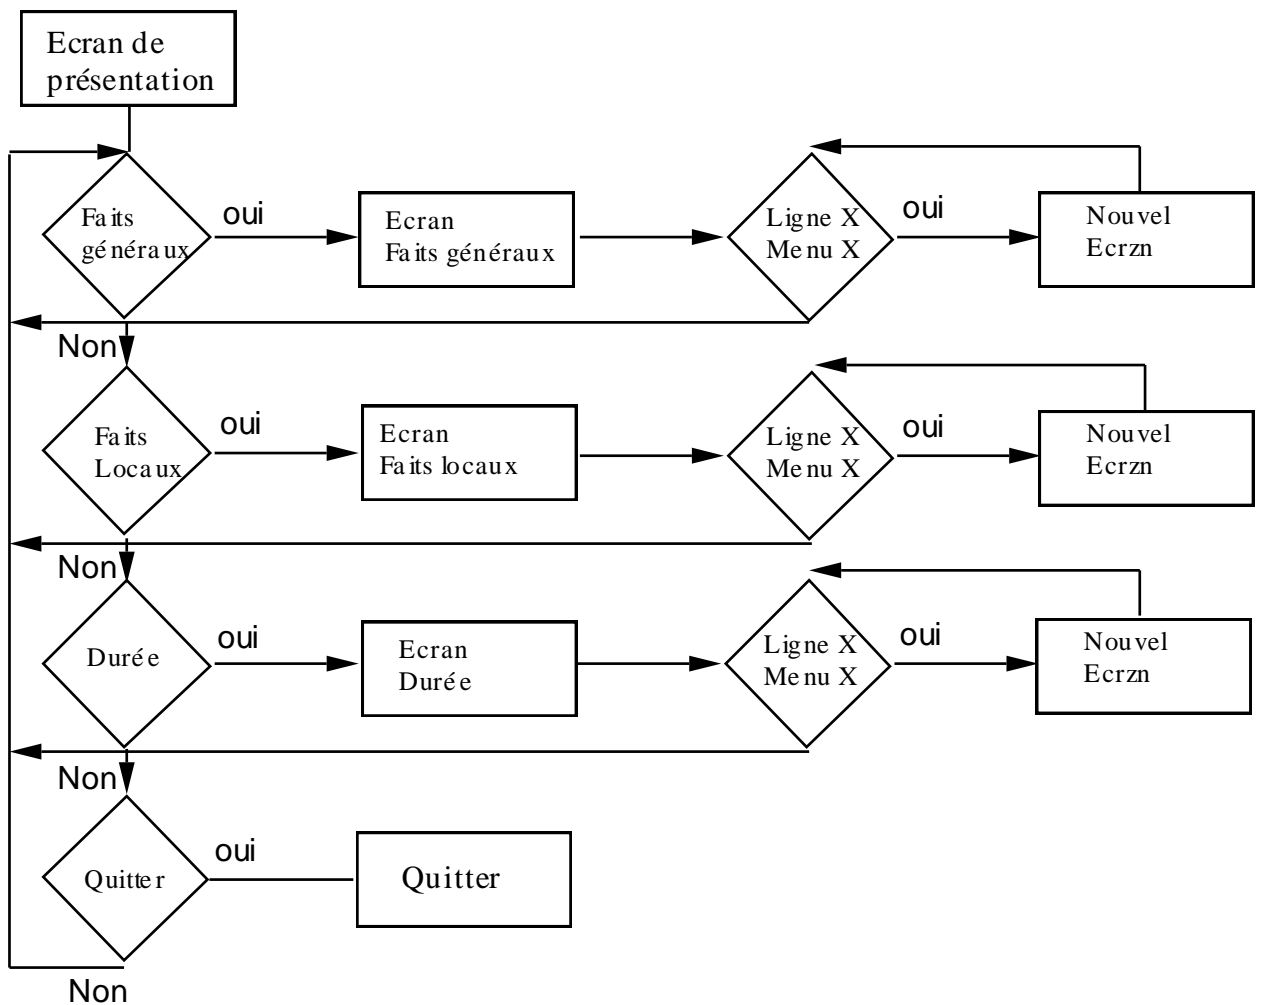 Ecran de
présentation
Faits
généraux
oui
Ecran
Faits généraux
Ligne X
Menu X
oui
Nouvel
Ecrzn
Non
Faits
Locaux
oui
Ecran
Faits locaux
Ligne X
Menu X
oui
Nouvel
Ecrzn
Non
Durée
oui
Ecran
Durée
Ligne X
Menu X
oui
Nouvel
Ecrzn
Non
Quitter
oui
Quitter
Non